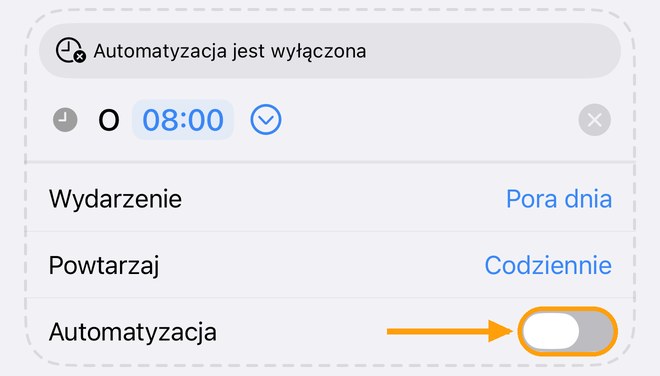 Automatyzacja jest wyłączona
O 08:00
Wydarzenie Pora dnia
Powtarzaj Codziennie
Automatyzacja